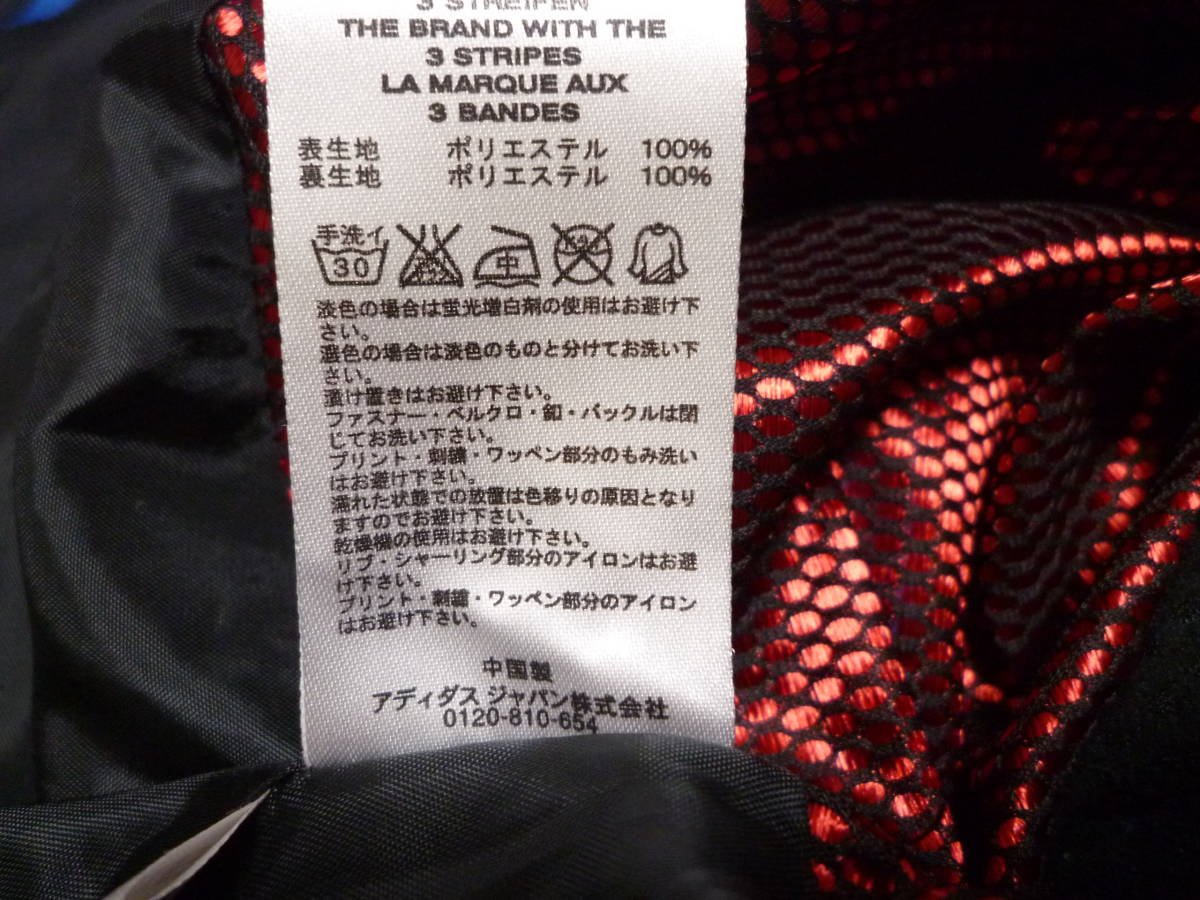 3 STREIFEN
THE BRAND WITH THE
3 STRIPES
LA MARQUE AUX
3 BANDES
表生地 ポリエステル 100%
裏生地 ポリエステル 100%
手洗イ
30
中
淡色の場合は蛍光増白剤の使用はお避け下
さい。
濃色の場合は淡色のものと分けてお洗い下
さい。
漬け置きはお避け下さい。
ファスナー・ベルクロ・釦・バックルは閉
じてお洗い下さい。
プリント・刺繍・ワッペン部分のもみ洗い
はお避け下さい。
濡れた状態での放置は色移りの原因となり
ますのでお避け下さい。
乾燥機の使用はお避け下さい。
リブ・シャーリング部分のアイロンはお避
け下さい。
プリント・刺繍・ワッペン部分のアイロン
はお避け下さい。
中国製
アディダス ジャパン株式会社
0120-810-654